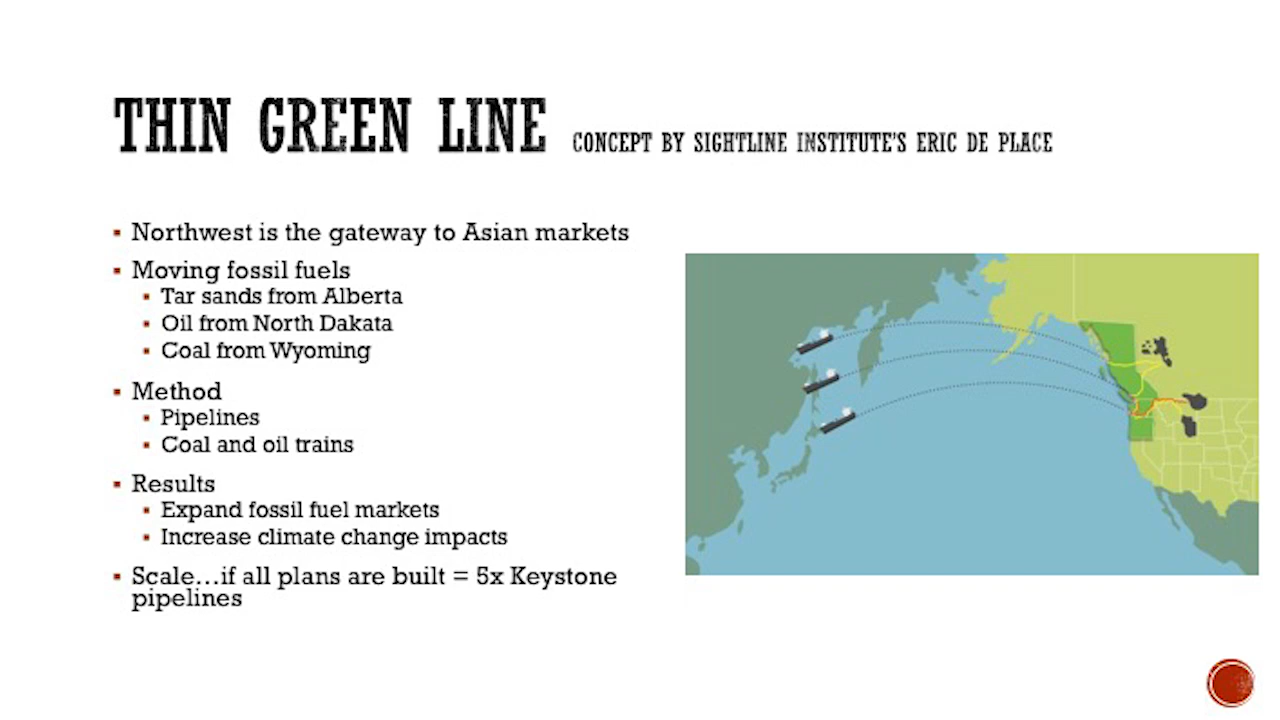 THIN GREEN LINE CONCEPT BY SIGHTLINE INSTITUTE'S ERIC DE PLACE
Northwest is the gateway to Asian markets
Moving fossil fuels
Tar sands from Alberta
Oil from North Dakata
Coal from Wyoming
Method
Pipelines
Coal and oil trains
Results
Expand fossil fuel markets
Increase climate change impacts
Scale...if all plans are built = 5x Keystone
pipelines